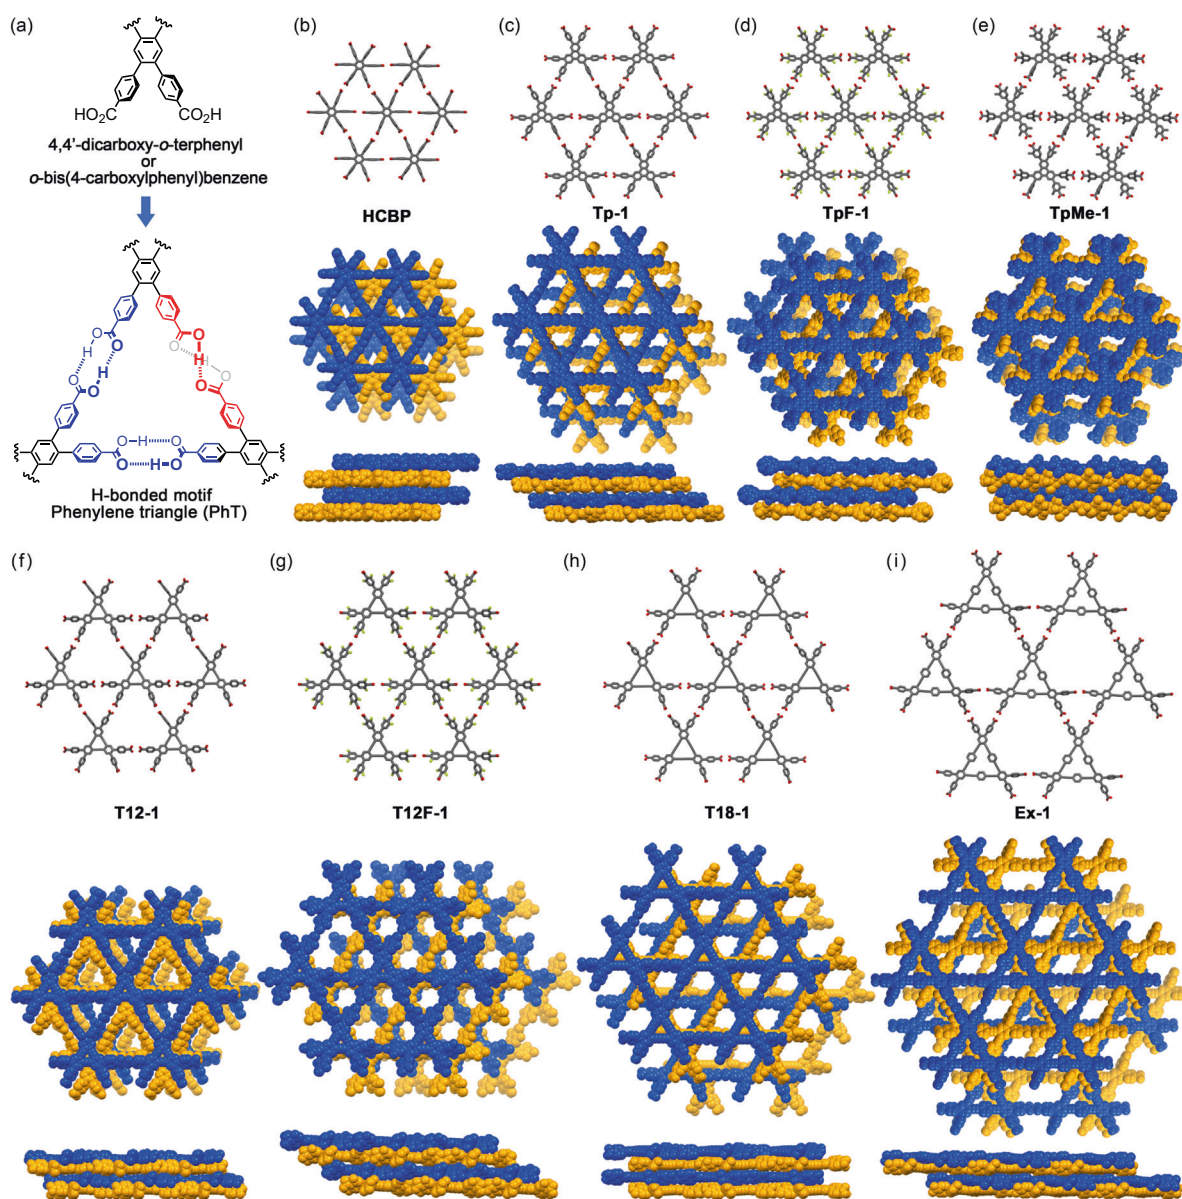 (a)
CO2H
HO2C
4,4'-dicarboxy-o-terphenyl
or
o-bis(4-carboxylphenyl)benzene
O
H
O
O
H
O
O
H
O
O
H
O
O
H
O
O
H
O
H-bonded motif
Phenylene triangle (PhT)
(b)
HCBP
(c)
Tp-1
(d)
TpF-1
(e)
TpMe-1
(f)
T12-1
(g)
T12F-1
(h)
T18-1
(i)
Ex-1